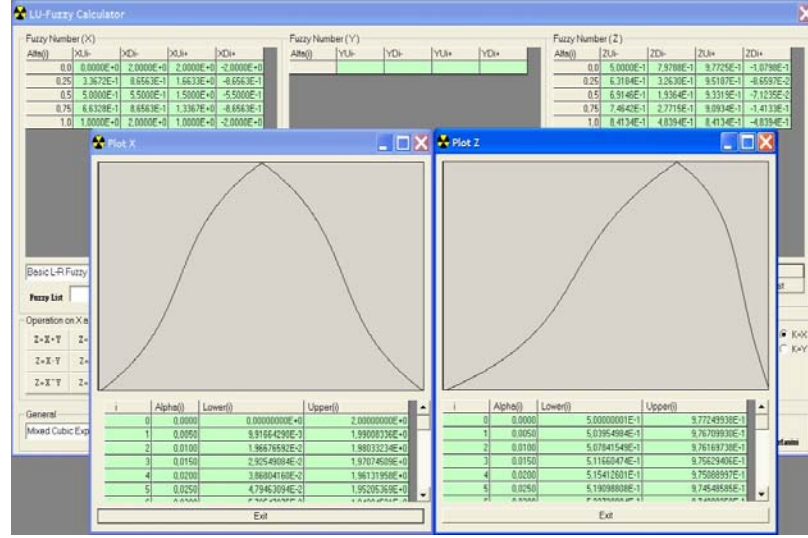 LU-Fuzzy Calculator
Fuzzy Number (X)
Alfa(i) XUi- XDi- XUi+ XDi+
0,0 0,0000E+0 2,0000E+0 2,0000E+0 -2,0000E+0
0,25 3,3672E-1 8,6563E-1 1,6633E+0 -8,6563E-1
0,5 5,0000E-1 5,5000E-1 1,5000E+0 -5,5000E-1
0,75 6,6328E-1 8,6563E-1 1,3367E+0 -8,6563E-1
1,0 1,0000E+0 2,0000E+0 1,0000E+0 -2,0000E+0
Fuzzy Number (Y)
Alfa(i) YUi- YDi- YUi+ YDi+
Fuzzy Number (Z)
Alfa(i) ZUi- ZDi- ZUi+ ZDi+
0,0 5,0000E-1 7,9788E-1 9,7725E-1 -1,0798E-1
0,25 6,3184E-1 3,2630E-1 9,5187E-1 -8,6597E-2
0,5 6,9146E-1 1,9364E-1 9,3319E-1 -7,1235E-2
0,75 7,4642E-1 2,7715E-1 9,0934E-1 -1,4133E-1
1,0 8,4134E-1 4,8394E-1 8,4134E-1 -4,8394E-1
Basic L-R Fuzzy
Fuzzy List
Operation on X a
Z=X+Y Z=
Z=X-Y Z=
Z=X^Y Z=
General
Mixed Cubic Exp
Plot X
i Alpha(i) Lower(i) Upper(i)
0 0,0000 0,00000000E+0 2,00000000E+0
1 0,0050 9,91664290E-3 1,99008336E+0
2 0,0100 1,96676592E-2 1,98033234E+0
3 0,0150 2,92549084E-2 1,97074509E+0
4 0,0200 3,86804160E-2 1,96131958E+0
5 0,0250 4,79463094E-2 1,95205369E+0
Exit
Plot Z
i Alpha(i) Lower(i) Upper(i)
0 0,0000 5,00000001E-1 9,77249938E-1
1 0,0050 5,03954984E-1 9,76709930E-1
2 0,0100 5,07841549E-1 9,76169738E-1
3 0,0150 5,11660474E-1 9,75629406E-1
4 0,0200 5,15412601E-1 9,75088997E-1
5 0,0250 5,19098808E-1 9,74548585E-1
Exit
st
K=X
K=Y